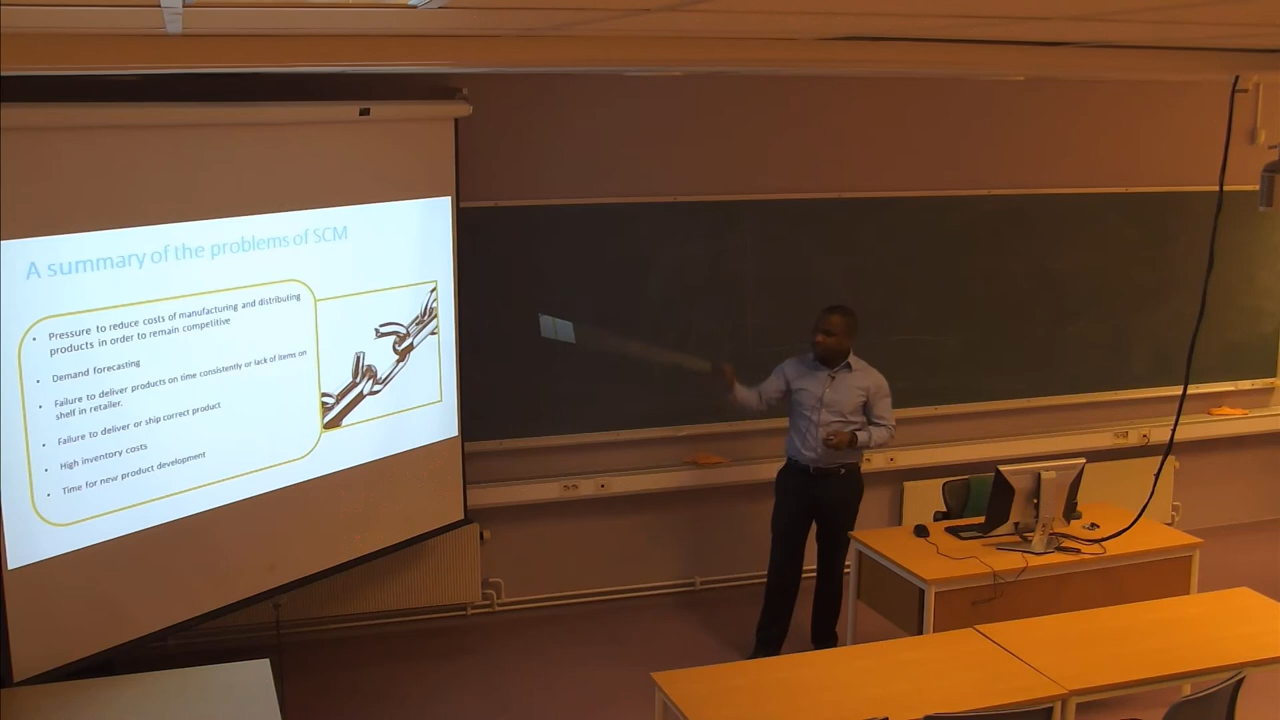 A summary of the problems of SCM
• Pressure to reduce costs of manufacturing and distributing
products in order to remain competitive
• Demand forecasting
• Failure to deliver products on time consistently or lack of items on
shelf in retailer.
• Failure to deliver or ship correct product
• High inventory costs
• Time for new product development